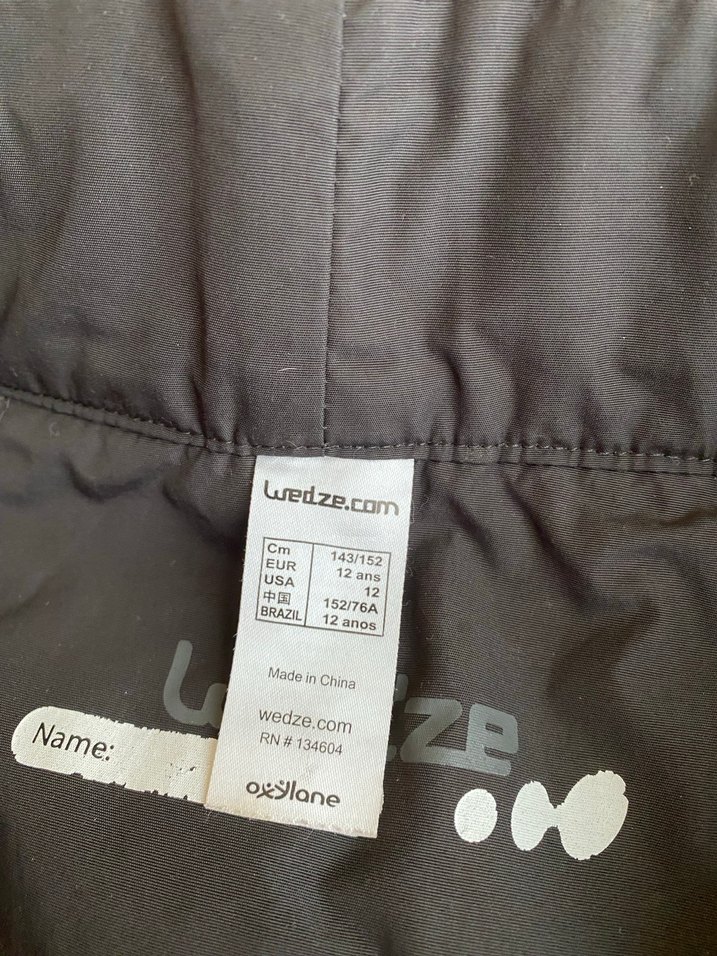 wedze.com
Cm 143/152
EUR 12 ans
USA 12
中国 152/76A
BRAZIL 12 anos
Made in China
wedze.com
RN # 134604
oxylane
Name: